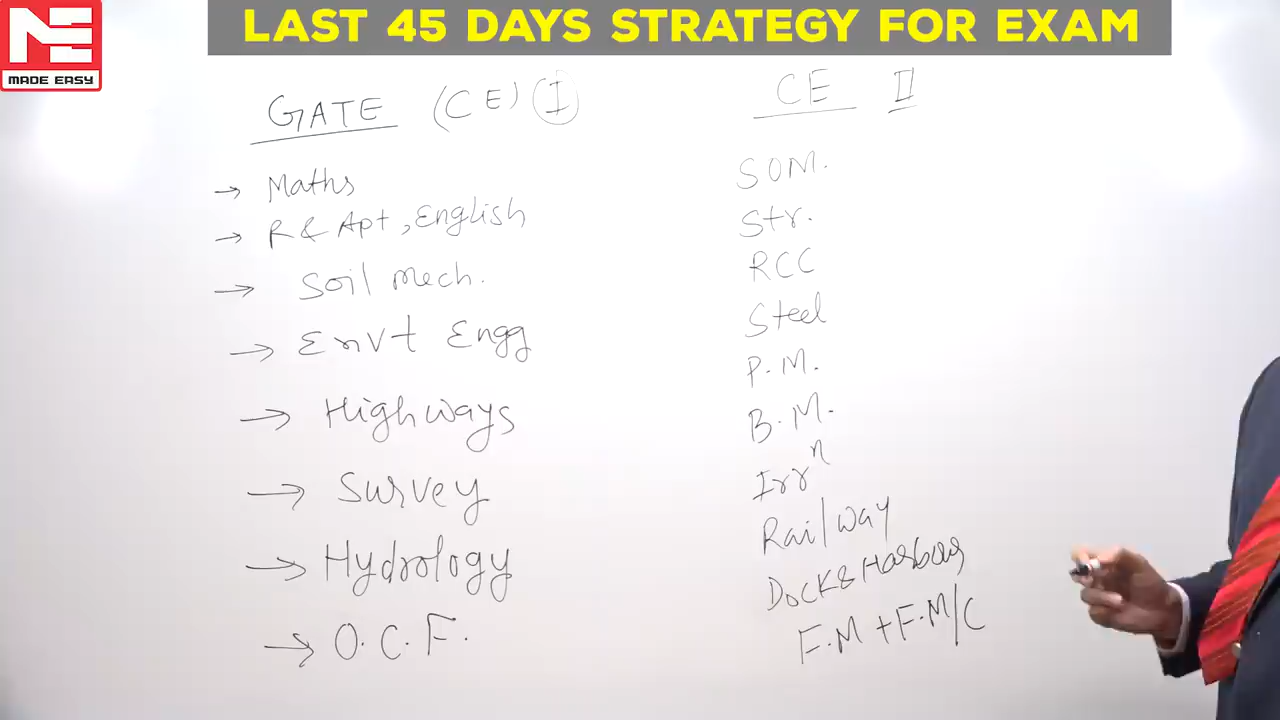 LAST 45 DAYS STRATEGY FOR EXAM
ME
MADE EASY
GATE (CE) I
→ Maths
→ R & Apt, English
→ Soil Mech.
→ Envt Engg
→ Highways
→ Survey
→ Hydrology
→ O.C.F.
CE II
SOM.
Str.
RCC
Steel
P.M.
B.M.
Irrⁿ
Railway
Dock & Harbour
F.M + F.M/C